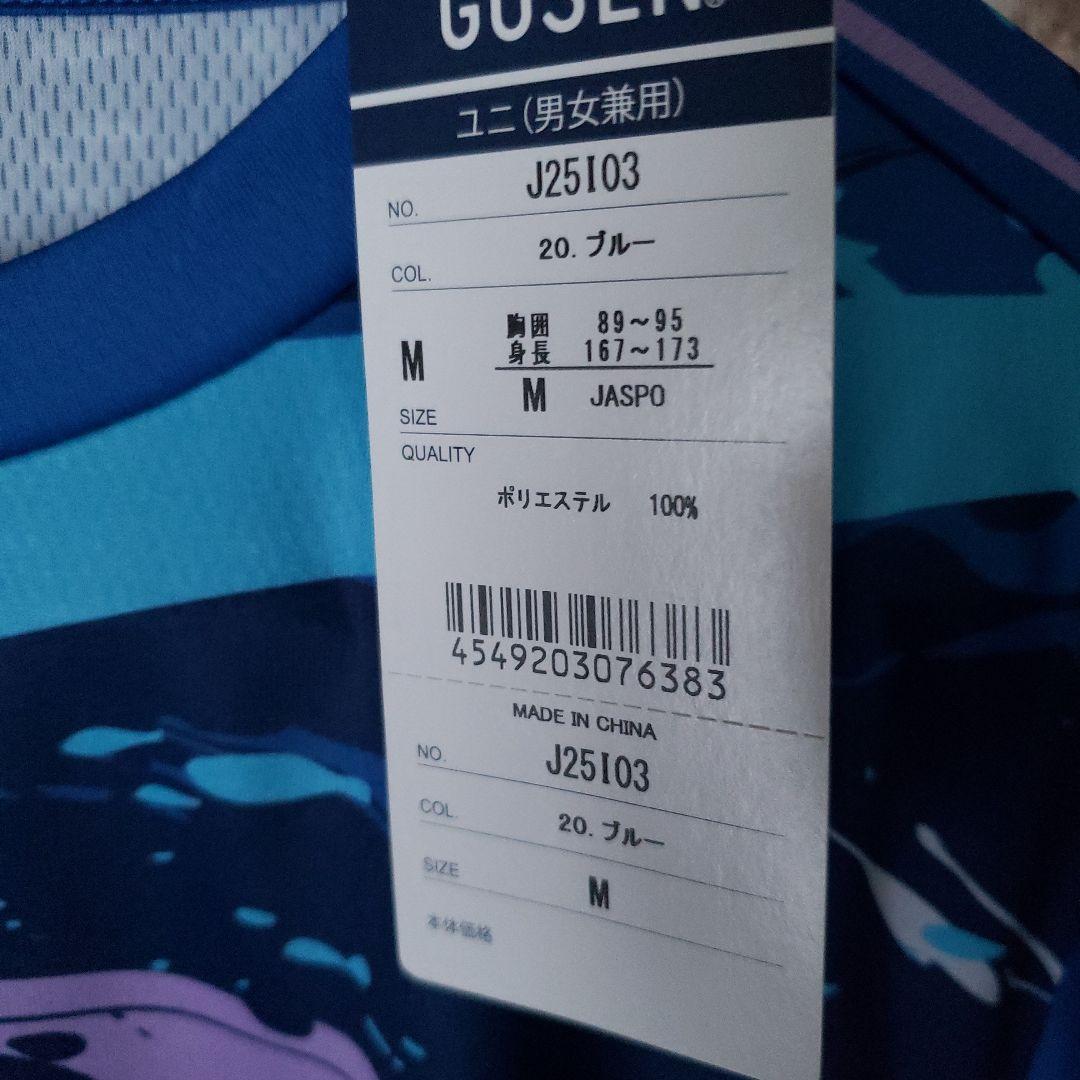 GOSEN®
ユニ(男女兼用)
NO. J25I03
COL. 20. ブルー
胸囲 89～95
M 身長 167～173
SIZE M JASPO
QUALITY
ポリエステル 100%
4549203076383
MADE IN CHINA
NO. J25I03
COL. 20. ブルー
SIZE M
本体価格